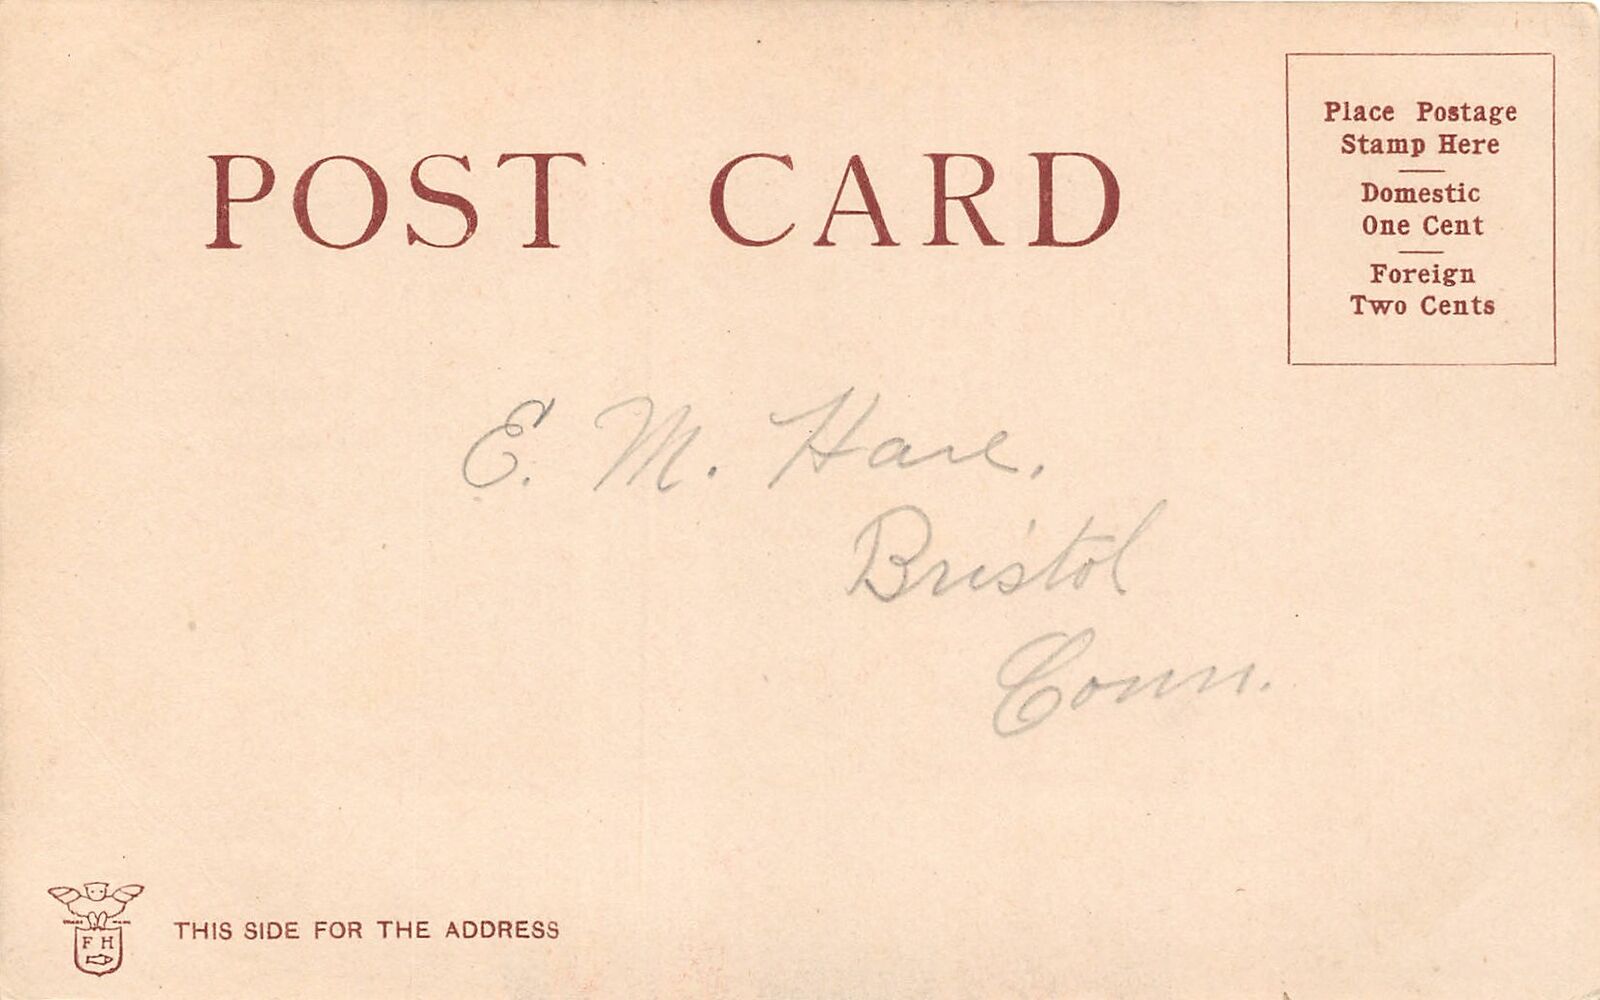 POST CARD
Place Postage
Stamp Here
Domestic
One Cent
Foreign
Two Cents
E. M. Hare.
Bristol
Conn.
F H
THIS SIDE FOR THE ADDRESS